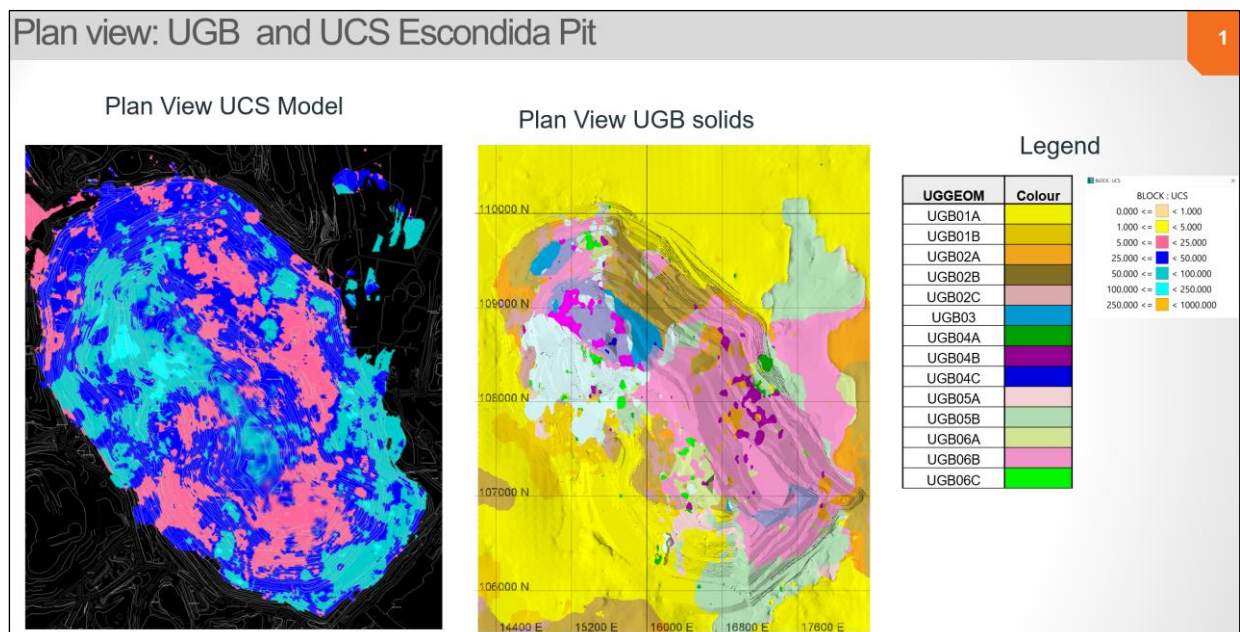 Plan view: UGB and UCS Escondida Pit
1
Plan View UCS Model
Plan View UGB solids
Legend
110000 N
109000 N
108000 N
107000 N
106000 N
14400 E 15200 E 16000 E 16800 E 17600 E
UGGEOM Colour
UGB01A
UGB01B
UGB02A
UGB02B
UGB02C
UGB03
UGB04A
UGB04B
UGB04C
UGB05A
UGB05B
UGB06A
UGB06B
UGB06C
BLOCK : UCS
BLOCK : UCS
0.000 <= < 1.000
1.000 <= < 5.000
5.000 <= < 25.000
25.000 <= < 50.000
50.000 <= < 100.000
100.000 <= < 250.000
250.000 <= < 1000.000